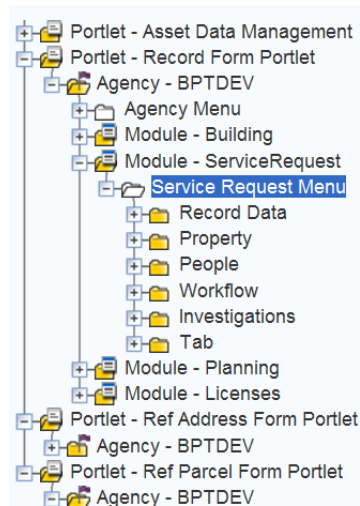 Portlet - Asset Data Management
Portlet - Record Form Portlet
Agency - BPTDEV
Agency Menu
Module - Building
Module - ServiceRequest
Service Request Menu
Record Data
Property
People
Workflow
Investigations
Tab
Module - Planning
Module - Licenses
Portlet - Ref Address Form Portlet
Agency - BPTDEV
Portlet - Ref Parcel Form Portlet
Agency - BPTDEV